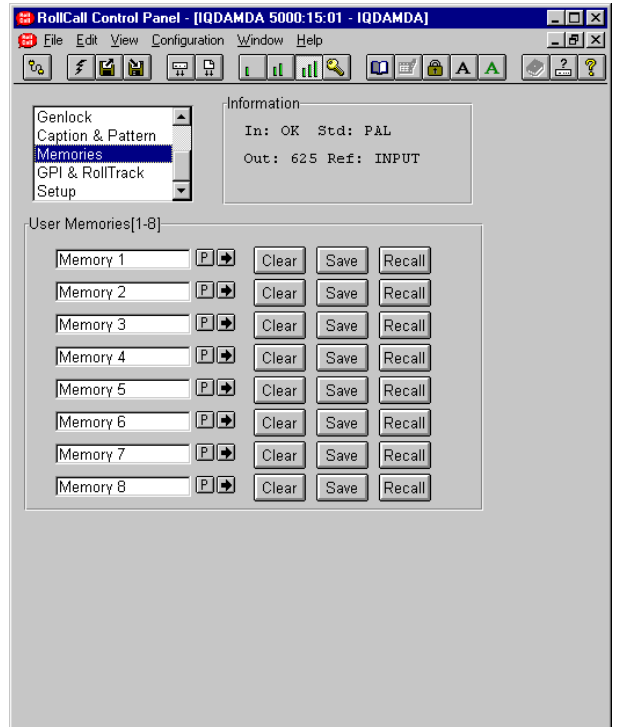 RollCall Control Panel - [IQDAMDA 5000:15:01 - IQDAMDA]
File Edit View Configuration Window Help
A A
Genlock
Caption & Pattern
Memories
GPI & RollTrack
Setup
Information
In: OK Std: PAL
Out: 625 Ref: INPUT
User Memories[1-8]
Memory 1 P Clear Save Recall
Memory 2 P Clear Save Recall
Memory 3 P Clear Save Recall
Memory 4 P Clear Save Recall
Memory 5 P Clear Save Recall
Memory 6 P Clear Save Recall
Memory 7 P Clear Save Recall
Memory 8 P Clear Save Recall